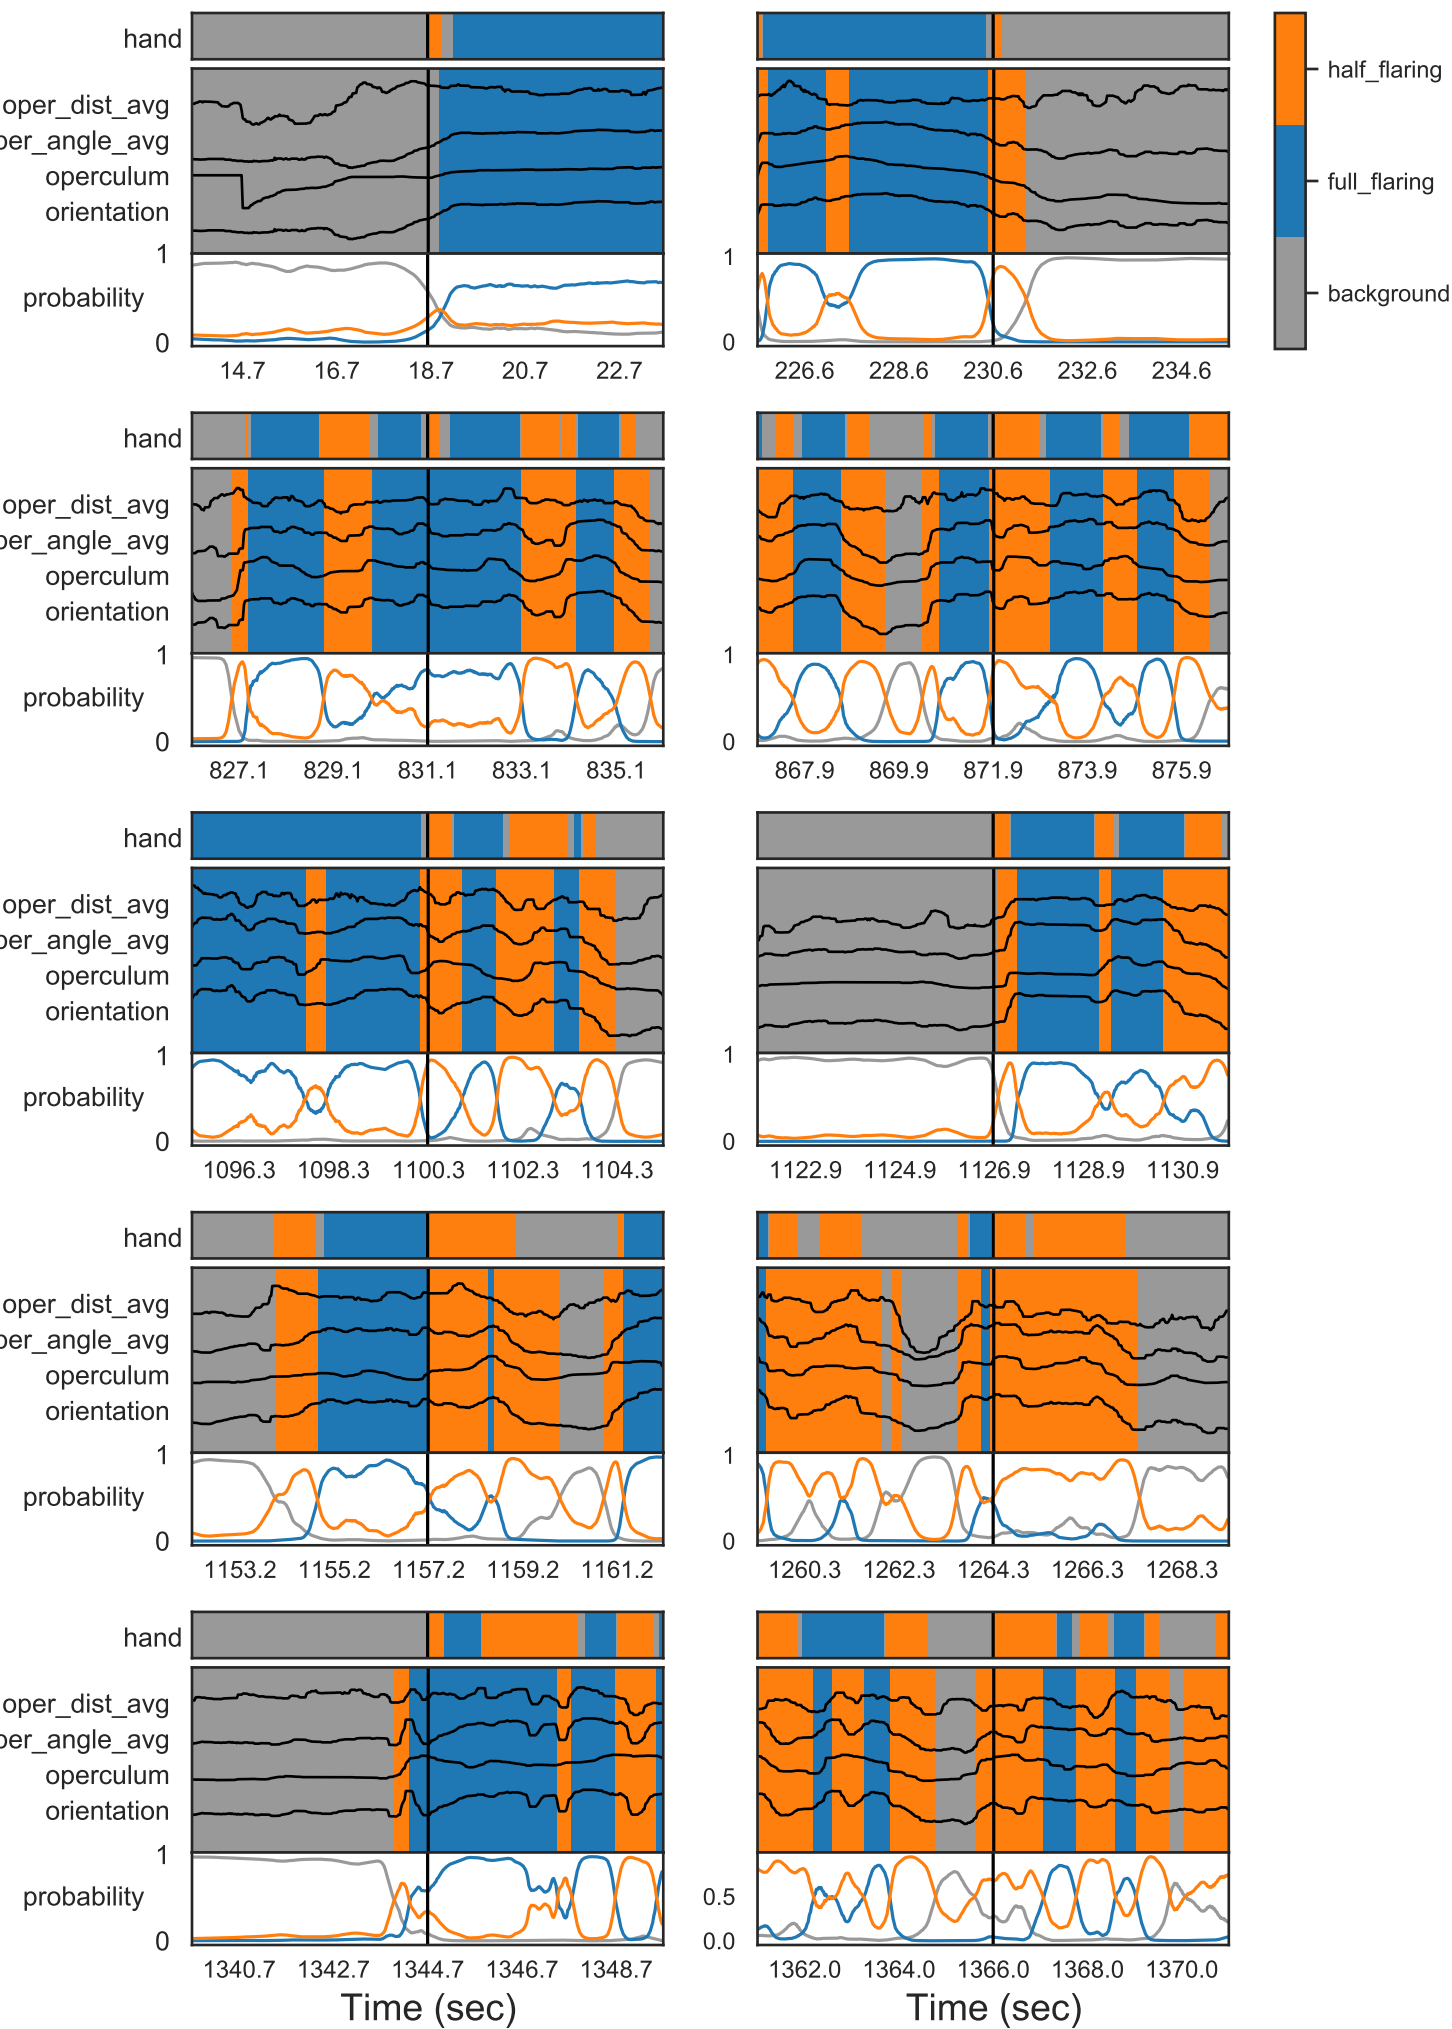 hand
half_flaring
oper_dist_avg
per_angle_avg
operculum
full_flaring
orientation
1 1
probability
background
0 0
14.7 16.7 18.7 20.7 22.7 226.6 228.6 230.6 232.6 234.6
hand
oper_dist_avg
per_angle_avg
operculum
orientation
1 1
probability
0 0
827.1 829.1 831.1 833.1 835.1 867.9 869.9 871.9 873.9 875.9
hand
oper_dist_avg
per_angle_avg
operculum
orientation
1 1
probability
0 0
1096.3 1098.3 1100.3 1102.3 1104.3 1122.9 1124.9 1126.9 1128.9 1130.9
hand
oper_dist_avg
per_angle_avg
operculum
orientation
1 1
probability
0 0
1153.2 1155.2 1157.2 1159.2 1161.2 1260.3 1262.3 1264.3 1266.3 1268.3
hand
oper_dist_avg
per_angle_avg
operculum
orientation
1
probability 0.5
0 0.0
1340.7 1342.7 1344.7 1346.7 1348.7 1362.0 1364.0 1366.0 1368.0 1370.0
Time (sec) Time (sec)